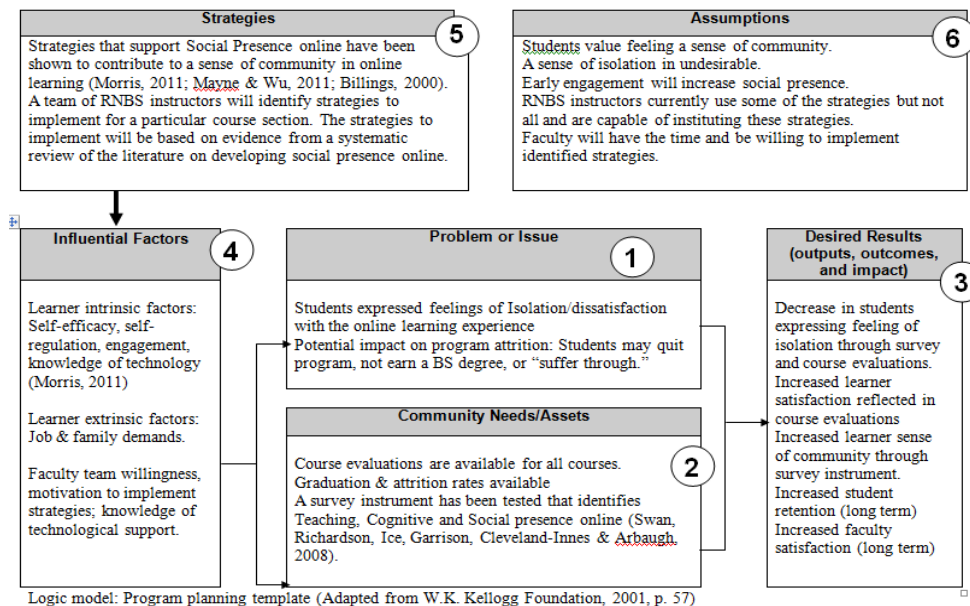 Strategies
5
Strategies that support Social Presence online have been
shown to contribute to a sense of community in online
learning (Morris, 2011; Mayne & Wu, 2011; Billings, 2000).
A team of RNBS instructors will identify strategies to
implement for a particular course section. The strategies to
implement will be based on evidence from a systematic
review of the literature on developing social presence online.
Assumptions
6
Students value feeling a sense of community.
A sense of isolation in undesirable.
Early engagement will increase social presence.
RNBS instructors currently use some of the strategies but not
all and are capable of instituting these strategies.
Faculty will have the time and be willing to implement
identified strategies.
Influential Factors
4
Learner intrinsic factors:
Self-efficacy, self-
regulation, engagement,
knowledge of technology
(Morris, 2011)
Learner extrinsic factors:
Job & family demands.
Faculty team willingness,
motivation to implement
strategies; knowledge of
technological support.
Problem or Issue
1
Students expressed feelings of Isolation/dissatisfaction
with the online learning experience
Potential impact on program attrition: Students may quit
program, not earn a BS degree, or “suffer through.”
Community Needs/Assets
2
Course evaluations are available for all courses.
Graduation & attrition rates available
A survey instrument has been tested that identifies
Teaching, Cognitive and Social presence online (Swan,
Richardson, Ice, Garrison, Cleveland-Innes & Arbaugh,
2008).
Desired Results
(outputs, outcomes,
and impact)
3
Decrease in students
expressing feeling of
isolation through survey
and course evaluations.
Increased learner
satisfaction reflected in
course evaluations
Increased learner sense
of community through
survey instrument.
Increased student
retention (long term)
Increased faculty
satisfaction (long term)
Logic model: Program planning template (Adapted from W.K. Kellogg Foundation, 2001, p. 57)